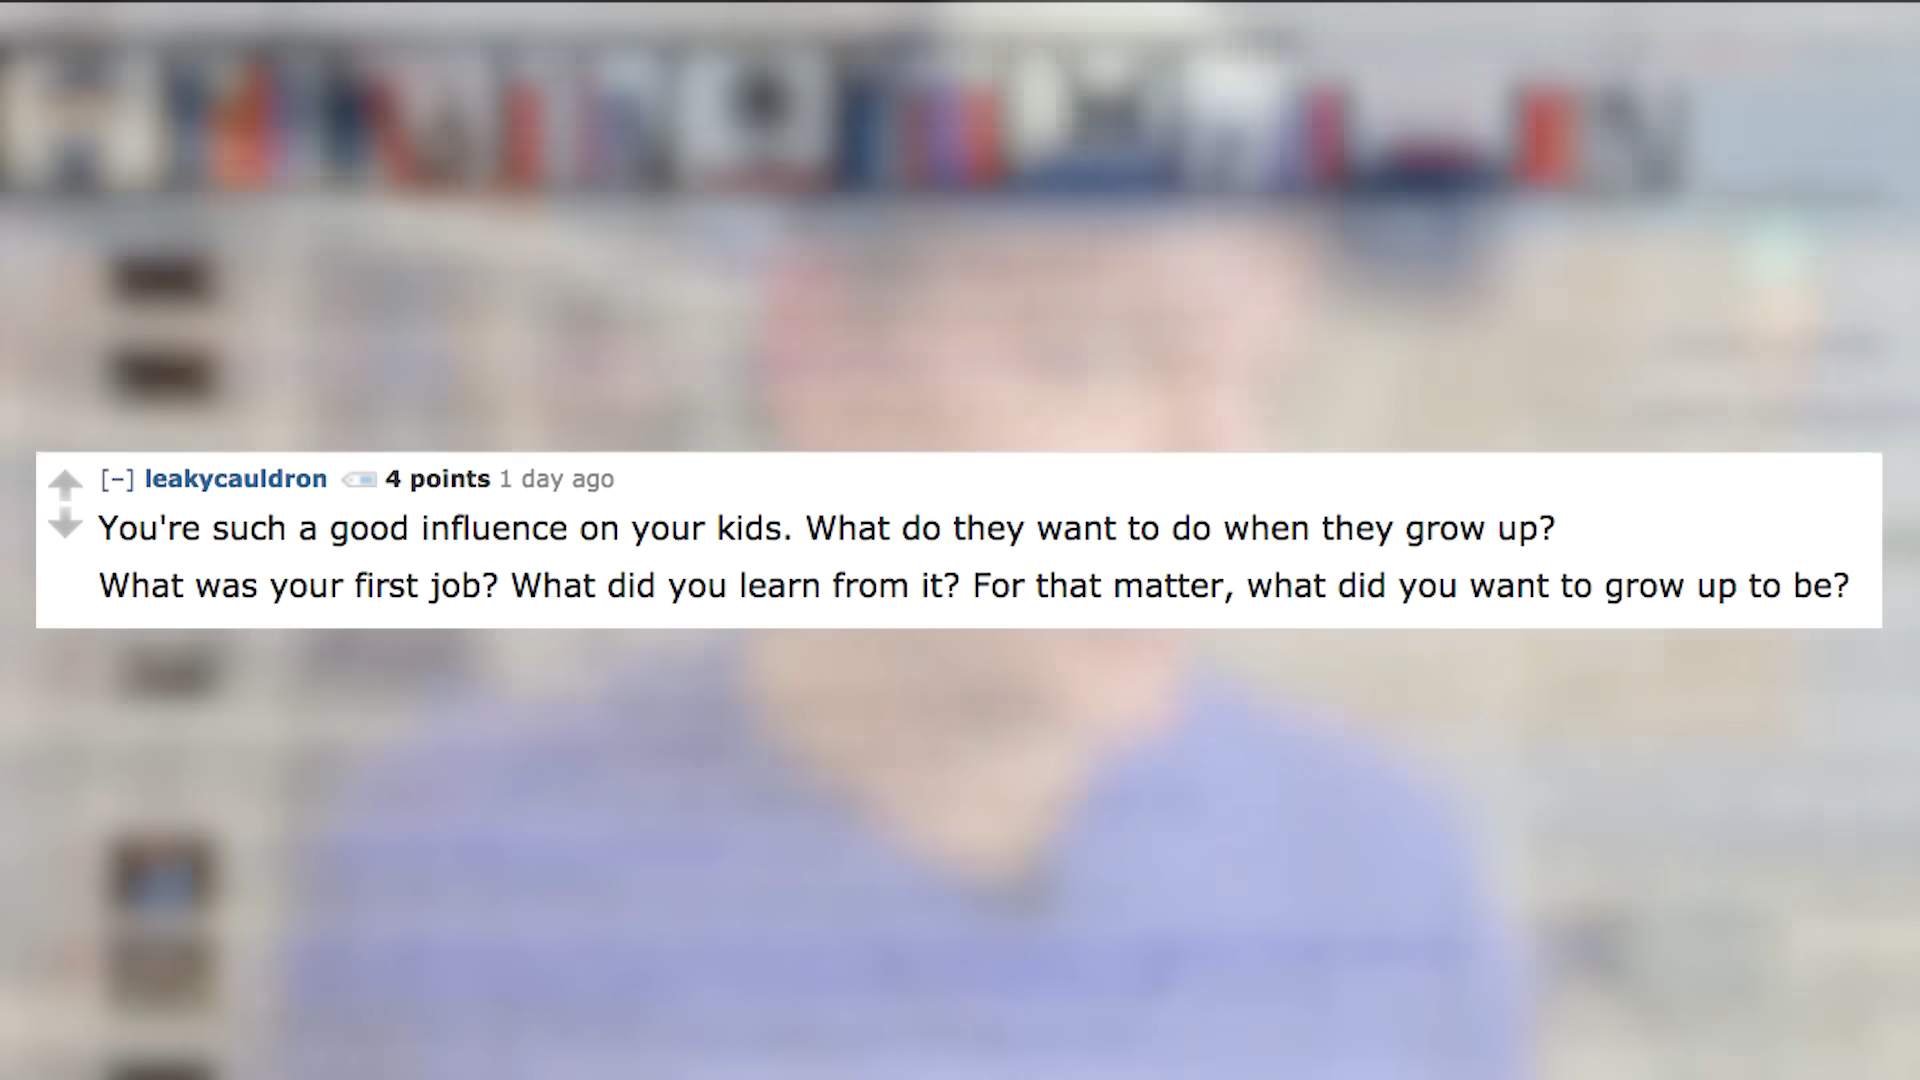 [–] leakycauldron 4 points 1 day ago
You're such a good influence on your kids. What do they want to do when they grow up?
What was your first job? What did you learn from it? For that matter, what did you want to grow up to be?